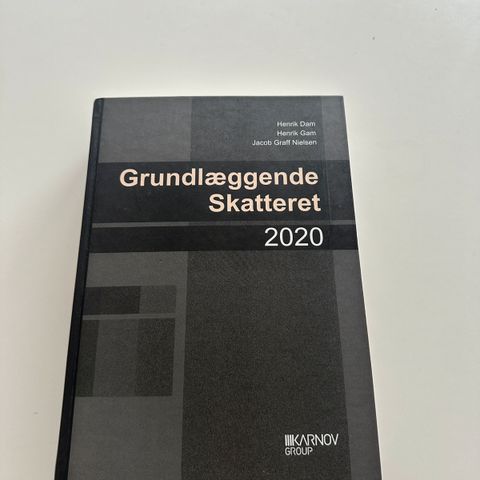 Henrik Dam
Henrik Gam
Jacob Graff Nielsen
Grundlæggende
Skatteret
2020
KARNOV
GROUP